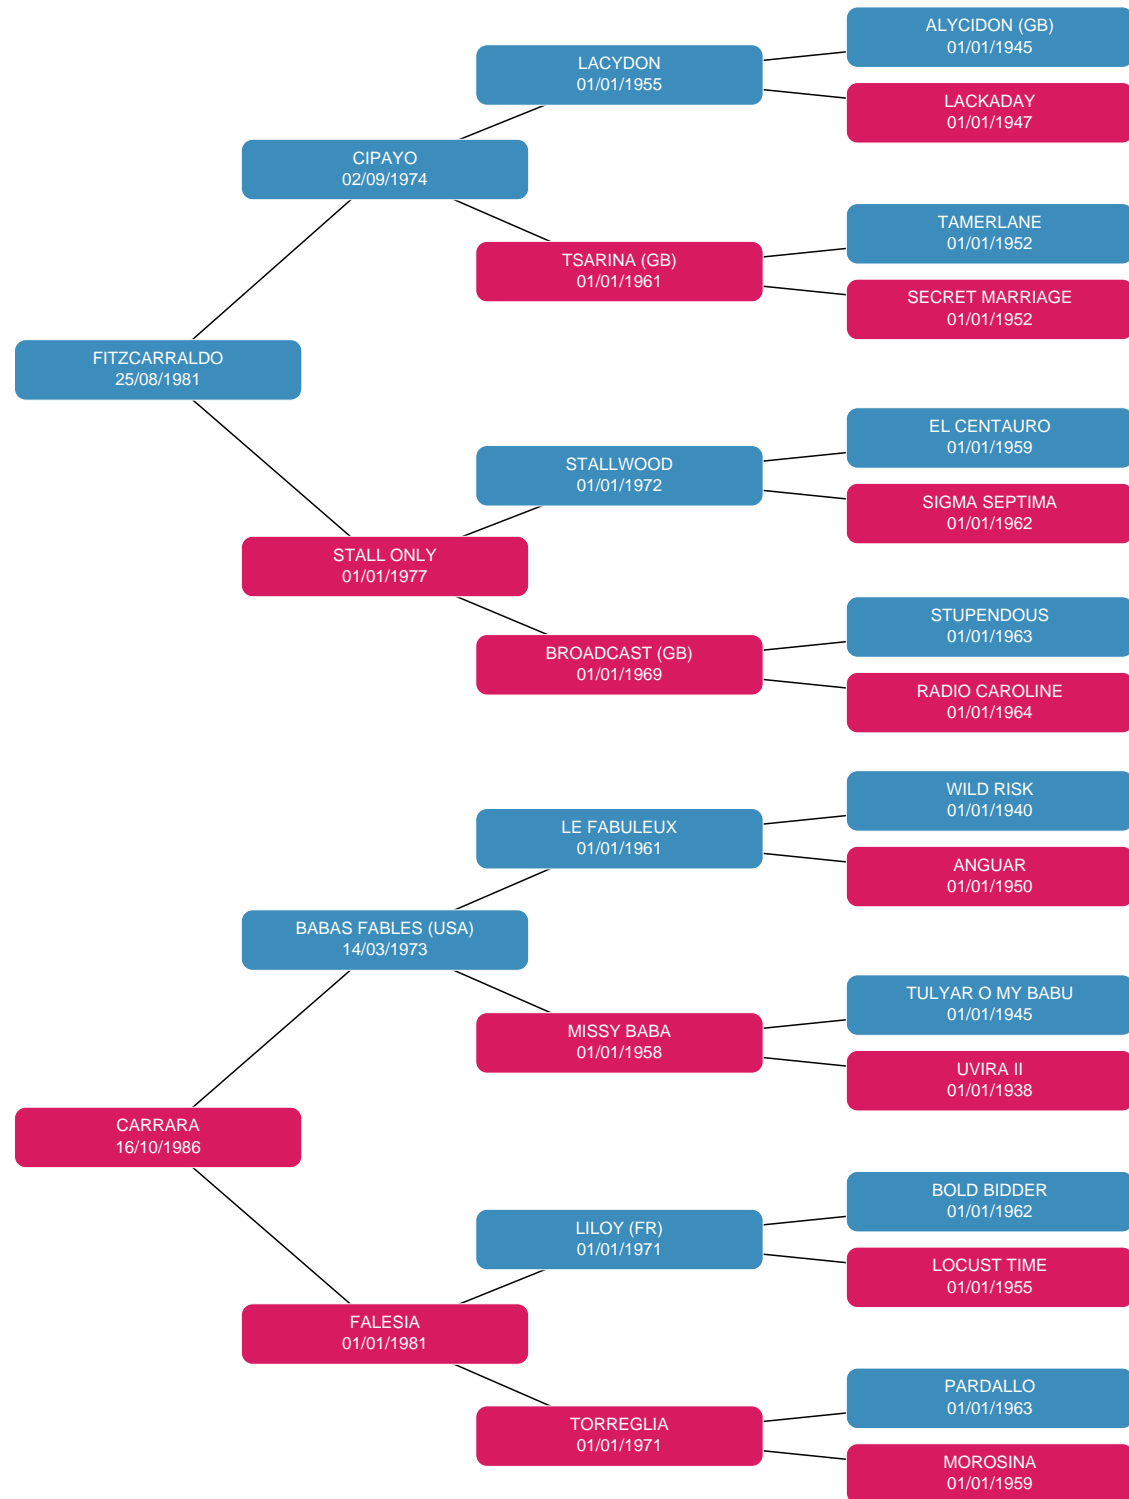 ALYCIDON (GB)
01/01/1945
LACYDON
01/01/1955
LACKADAY
01/01/1947
CIPAYO
02/09/1974
TAMERLANE
01/01/1952
TSARINA (GB)
01/01/1961
SECRET MARRIAGE
01/01/1952
FITZCARRALDO
25/08/1981
EL CENTAURO
01/01/1959
STALLWOOD
01/01/1972
SIGMA SEPTIMA
01/01/1962
STALL ONLY
01/01/1977
STUPENDOUS
01/01/1963
BROADCAST (GB)
01/01/1969
RADIO CAROLINE
01/01/1964
WILD RISK
01/01/1940
LE FABULEUX
01/01/1961
ANGUAR
01/01/1950
BABAS FABLES (USA)
14/03/1973
TULYAR O MY BABU
01/01/1945
MISSY BABA
01/01/1958
UVIRA II
01/01/1938
CARRARA
16/10/1986
BOLD BIDDER
01/01/1962
LILOY (FR)
01/01/1971
LOCUST TIME
01/01/1955
FALESIA
01/01/1981
PARDALLO
01/01/1963
TORREGLIA
01/01/1971
MOROSINA
01/01/1959